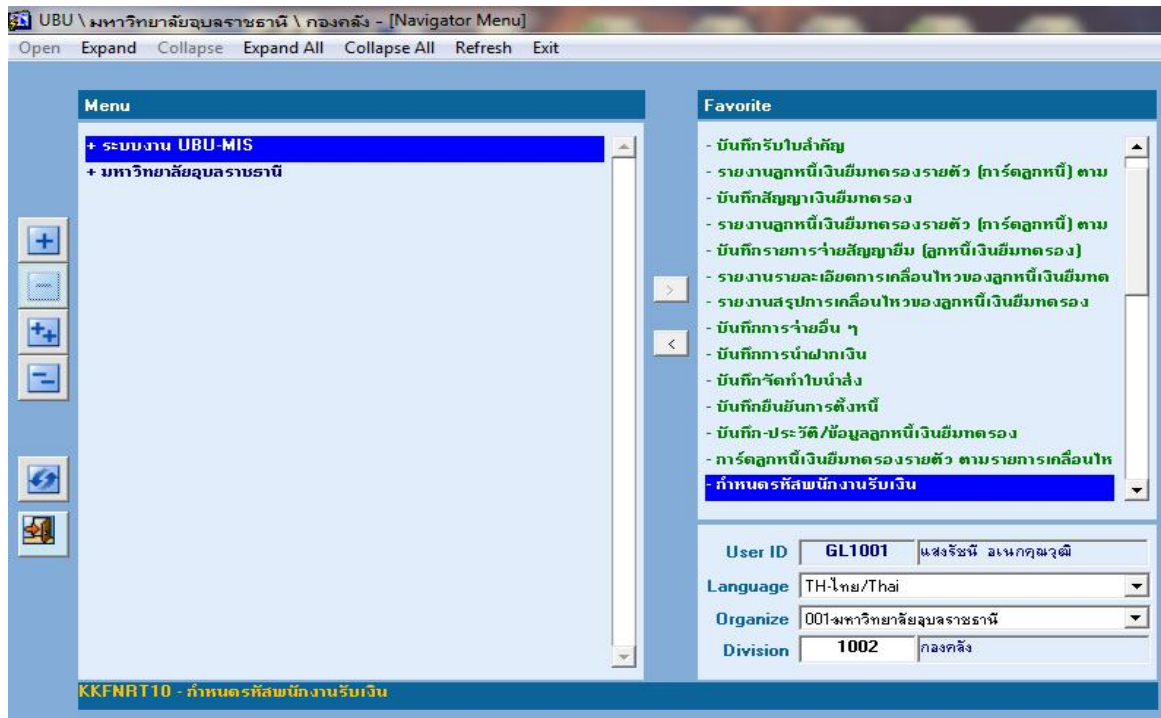 UBU \ มหาวิทยาลัยอุบลราชธานี \ กองคลัง - [Navigator Menu]
Open Expand Collapse Expand All Collapse All Refresh Exit
Menu
+ ระบบงาน UBU-MIS
+ มหาวิทยาลัยอุบลราชธานี
Favorite
- บันทึกรับใบสำคัญ
- รายงานลูกหนี้เงินยืมทดรองรายตัว (การ์ดลูกหนี้) ตาม
- บันทึกสัญญาเงินยืมทดรอง
- รายงานลูกหนี้เงินยืมทดรองรายตัว (การ์ดลูกหนี้) ตาม
- บันทึกรายการจ่ายสัญญายืม (ลูกหนี้เงินยืมทดรอง)
- รายงานรายละเอียดการเคลื่อนไหวของลูกหนี้เงินยืมทด
- รายงานสรุปการเคลื่อนไหวของลูกหนี้เงินยืมทดรอง
- บันทึกการจ่ายอื่น ๆ
- บันทึกการนำฝากเงิน
- บันทึกจัดทำใบนำส่ง
- บันทึกยืนยันการตั้งหนี้
- บันทึก-ประวัติ/ข้อมูลลูกหนี้เงินยืมทดรอง
- การ์ดลูกหนี้เงินยืมทดรองรายตัว ตามรายการเคลื่อนไห
- กำหนดรหัสพนักงานรับเงิน
User ID GL1001 แสงรัชนี อเนกคุณวุฒิ
Language TH-ไทย/Thai
Organize 001-มหาวิทยาลัยอุบลราชธานี
Division 1002 กองคลัง
KKFNRT10 - กำหนดรหัสพนักงานรับเงิน